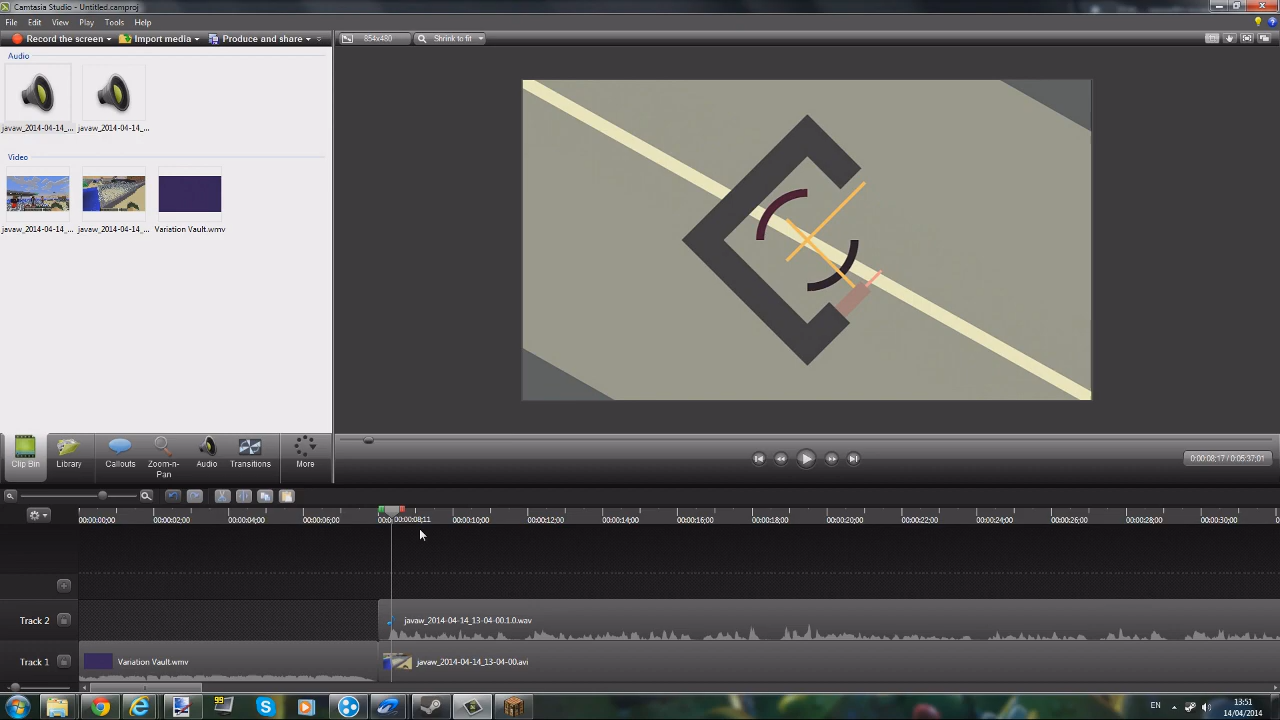 Camtasia Studio - Untitled.camproj
File Edit View Play Tools Help
Record the screen Import media Produce and share
854x480 Shrink to fit
Audio
javaw_2014-04-14_... javaw_2014-04-14_...
Video
javaw_2014-04-14_... javaw_2014-04-14_... Variation Vault.wmv
Clip Bin Library Callouts Zoom-n-Pan Audio Transitions More
0:00:08;17 / 0:05:37;01
00:00:00;00 00:00:02;00 00:00:04;00 00:00:06;00 00:00:08;11 00:00:10;00 00:00:12;00 00:00:14;00 00:00:16;00 00:00:18;00 00:00:20;00 00:00:22;00 00:00:24;00 00:00:26;00 00:00:28;00 00:00:30;00
Track 2 javaw_2014-04-14_13-04-00.1.0.wav
Track 1 Variation Vault.wmv javaw_2014-04-14_13-04-00.avi
99
EN 13:51
14/04/2014